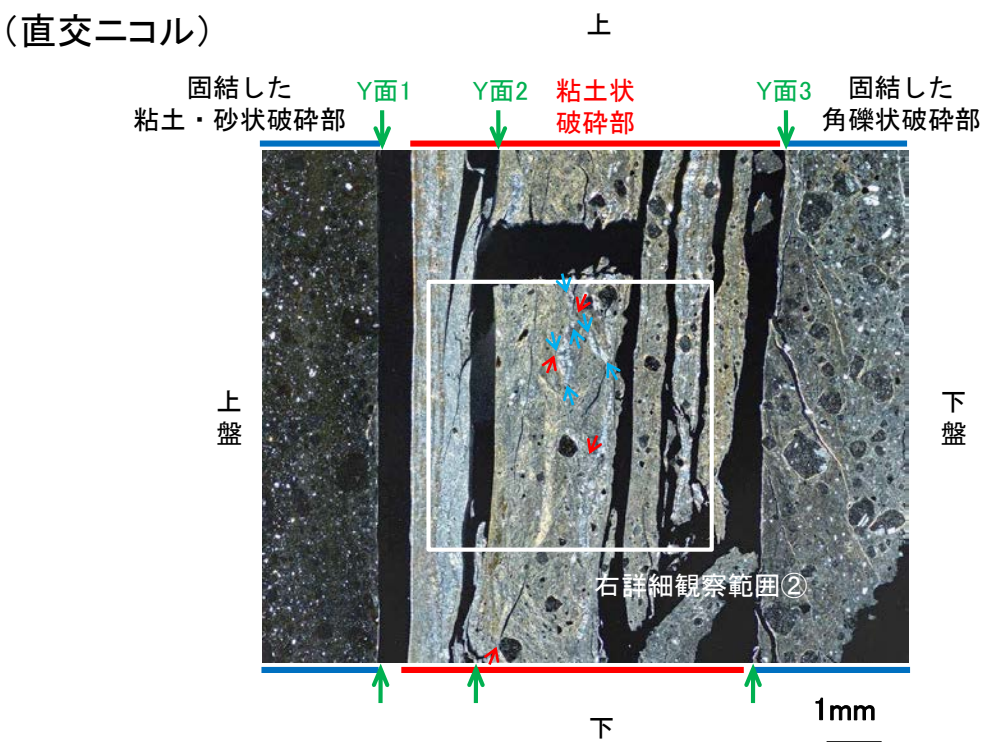 (直交ニコル)
上
固結した
粘土・砂状破砕部
Y面1
Y面2
粘土状
破砕部
Y面3
固結した
角礫状破砕部
上
盤
下
盤
右詳細観察範囲②
下
1mm